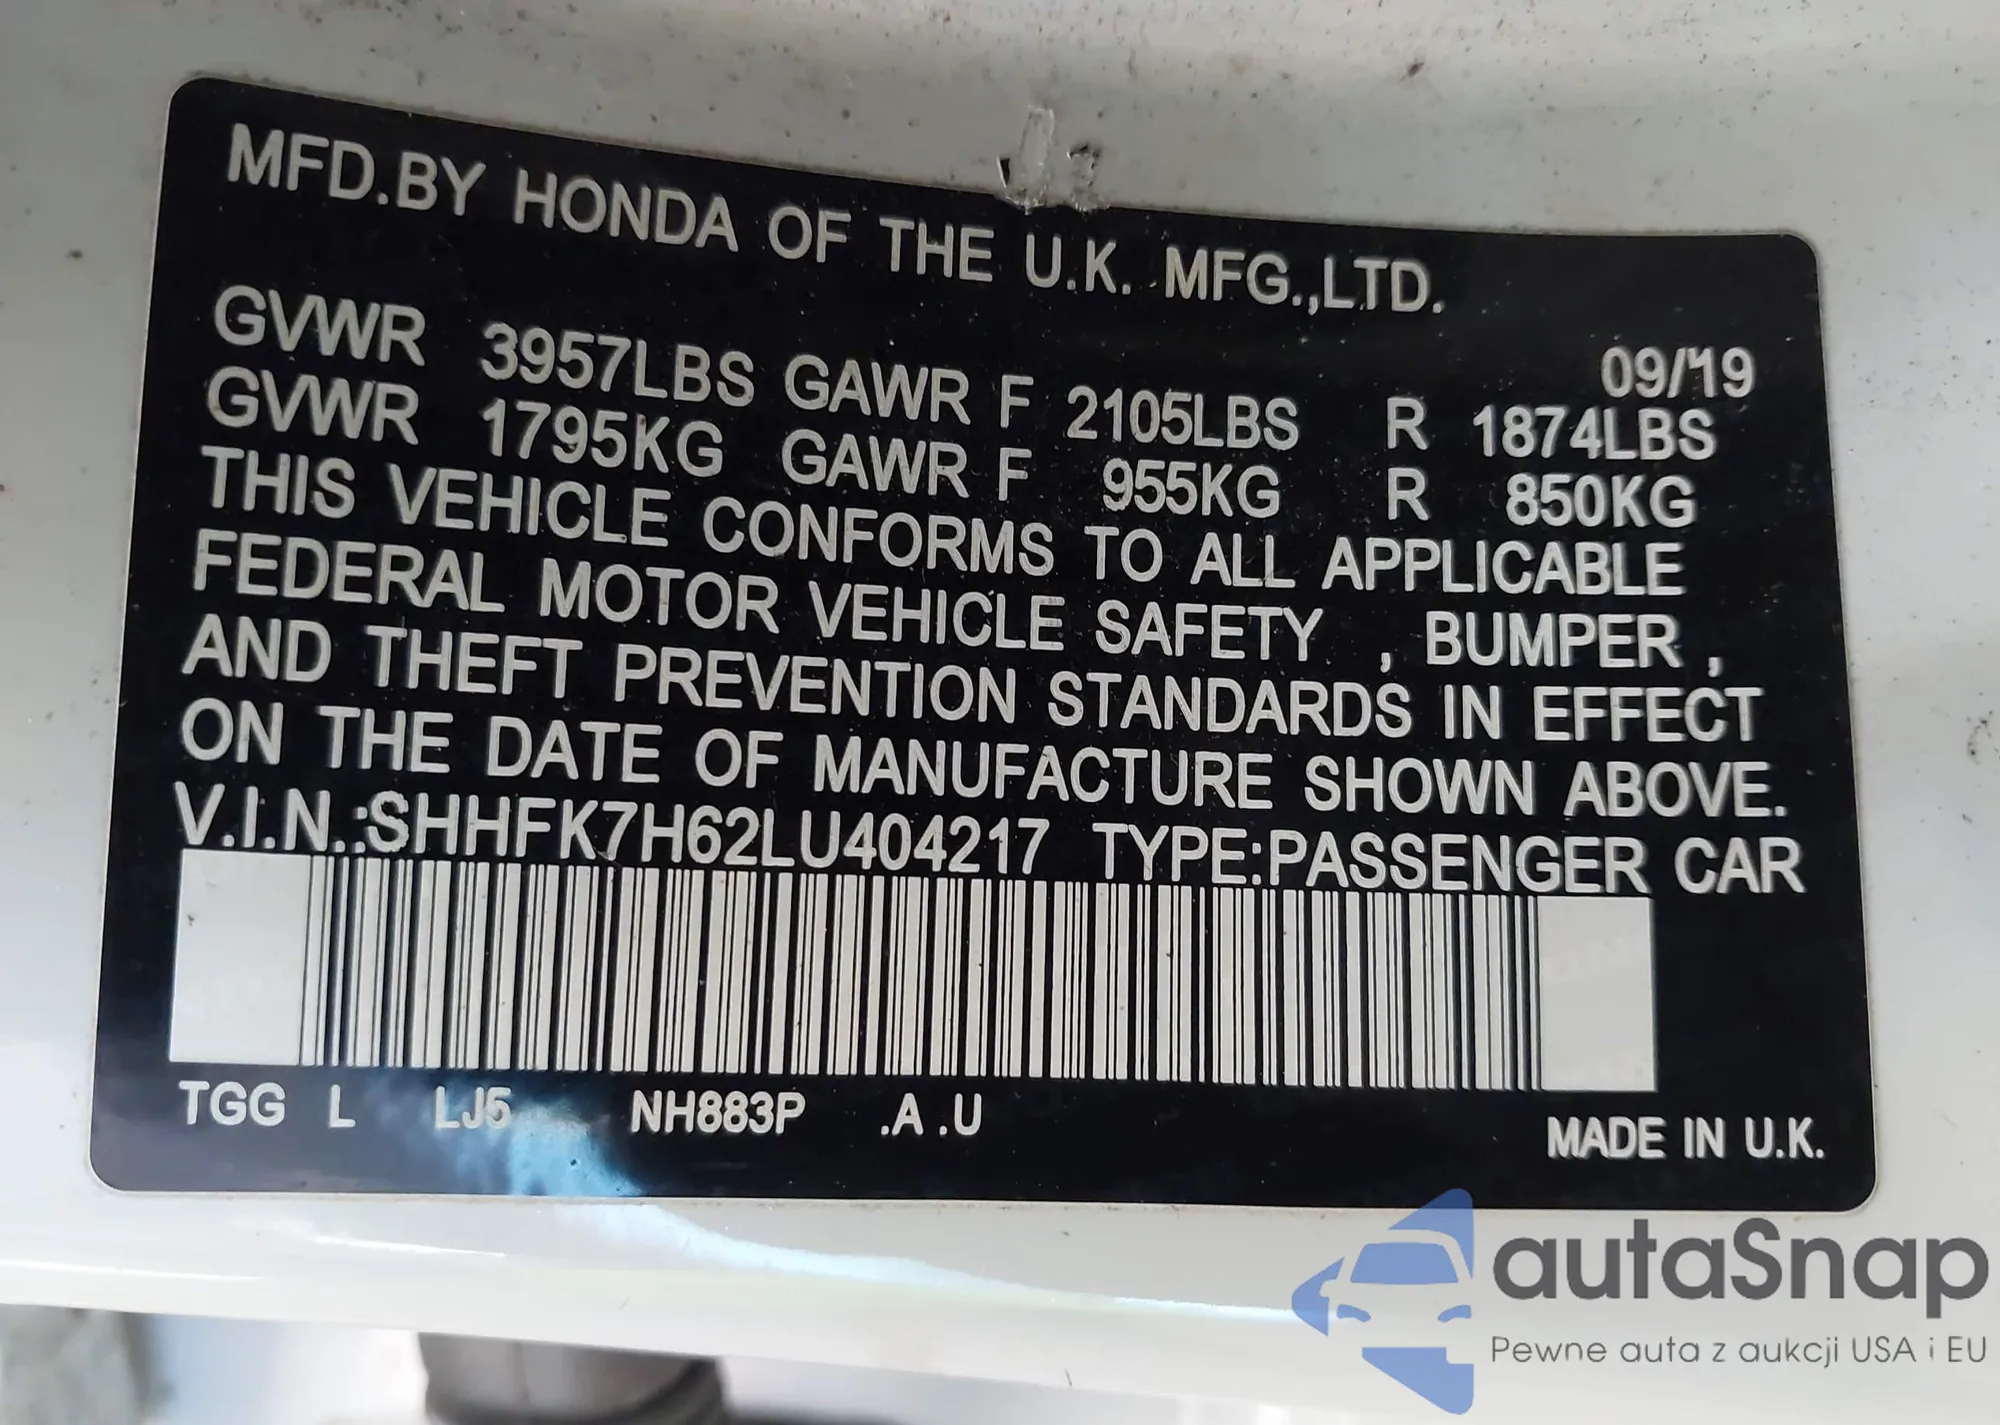 MFD.BY HONDA OF THE U.K. MFG.,LTD.
09/19
GVWR 3957LBS GAWR F 2105LBS R 1874LBS
GVWR 1795KG GAWR F 955KG R 850KG
THIS VEHICLE CONFORMS TO ALL APPLICABLE
FEDERAL MOTOR VEHICLE SAFETY , BUMPER ,
AND THEFT PREVENTION STANDARDS IN EFFECT
ON THE DATE OF MANUFACTURE SHOWN ABOVE.
V.I.N.:SHHFK7H62LU404217 TYPE:PASSENGER CAR
TGG L LJ5 NH883P .A .U
MADE IN U.K.
autaSnap
Pewne auta z aukcji USA i EU